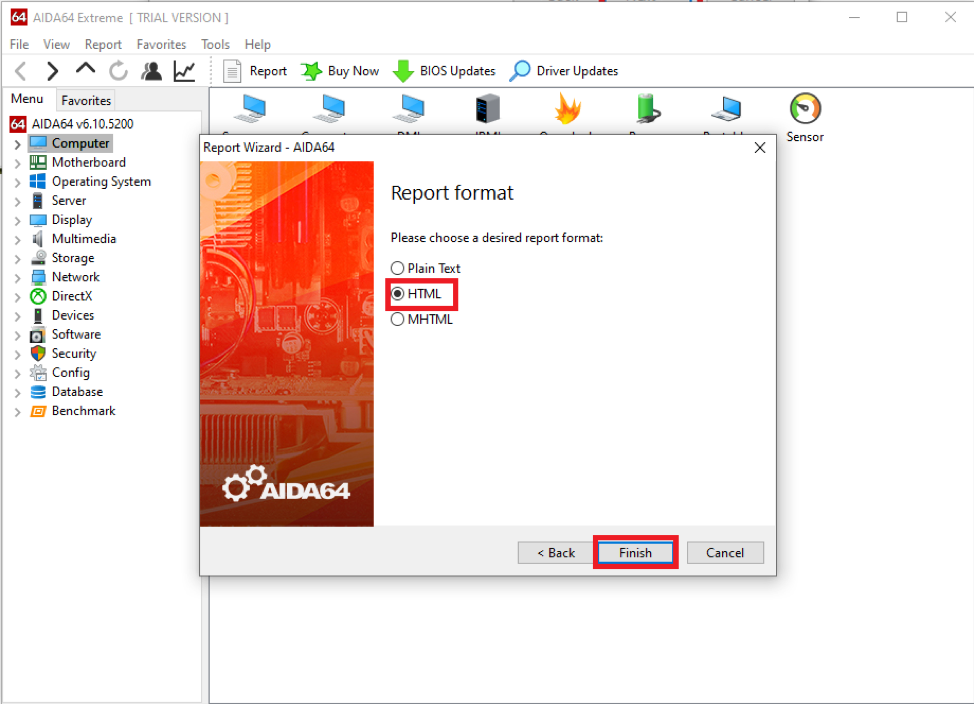 64 AIDA64 Extreme [ TRIAL VERSION ]
File View Report Favorites Tools Help
Report Buy Now BIOS Updates Driver Updates
Menu Favorites
64 AIDA64 v6.10.5200
Computer
Motherboard
Operating System
Server
Display
Multimedia
Storage
Network
DirectX
Devices
Software
Security
Config
Database
Benchmark
Sensor
Report Wizard - AIDA64
Report format
Please choose a desired report format:
Plain Text
HTML
MHTML
AIDA64
< Back Finish Cancel